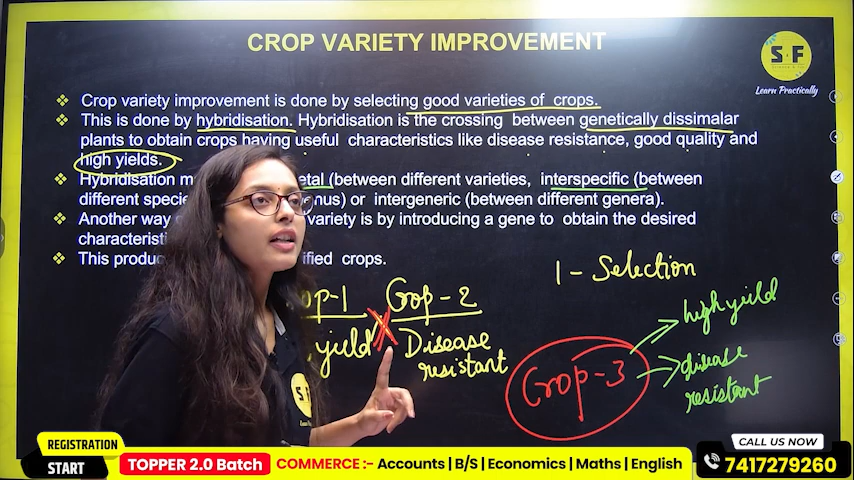 CROP VARIETY IMPROVEMENT
S F
Learn Practically
❖ Crop variety improvement is done by selecting good varieties of crops.
❖ This is done by hybridisation. Hybridisation is the crossing between genetically dissimalar
plants to obtain crops having useful characteristics like disease resistance, good quality and
high yields.
❖ Hybridisation m etal (between different varieties, interspecific (between
different specie nus) or intergeneric (between different genera).
❖ Another way variety is by introducing a gene to obtain the desired
characteristi
❖ This produ ified crops.
1 - Selection
op-1 Crop-2
yield Disease
resistant
Crop-3
high yield
disease
resistant
S F
REGISTRATION
START
TOPPER 2.0 Batch
COMMERCE :- Accounts | B/S | Economics | Maths | English
CALL US NOW
7417279260